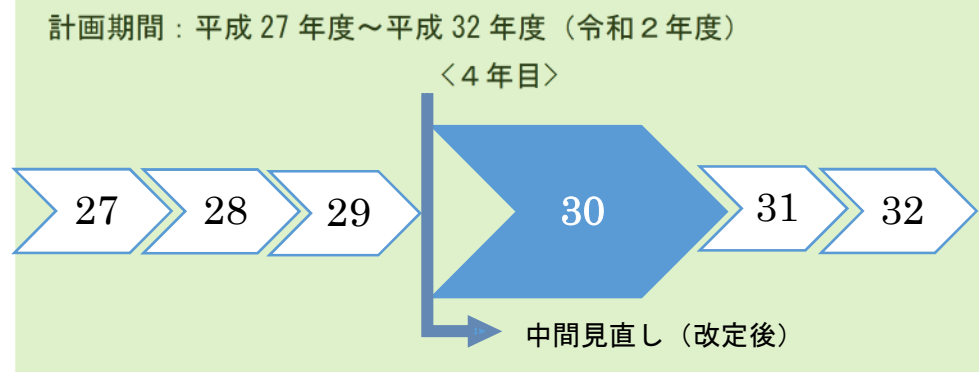 計画期間：平成 27 年度～平成 32 年度（令和２年度）
＜４年目＞
27 28 29 30 31 32
中間見直し（改定後）